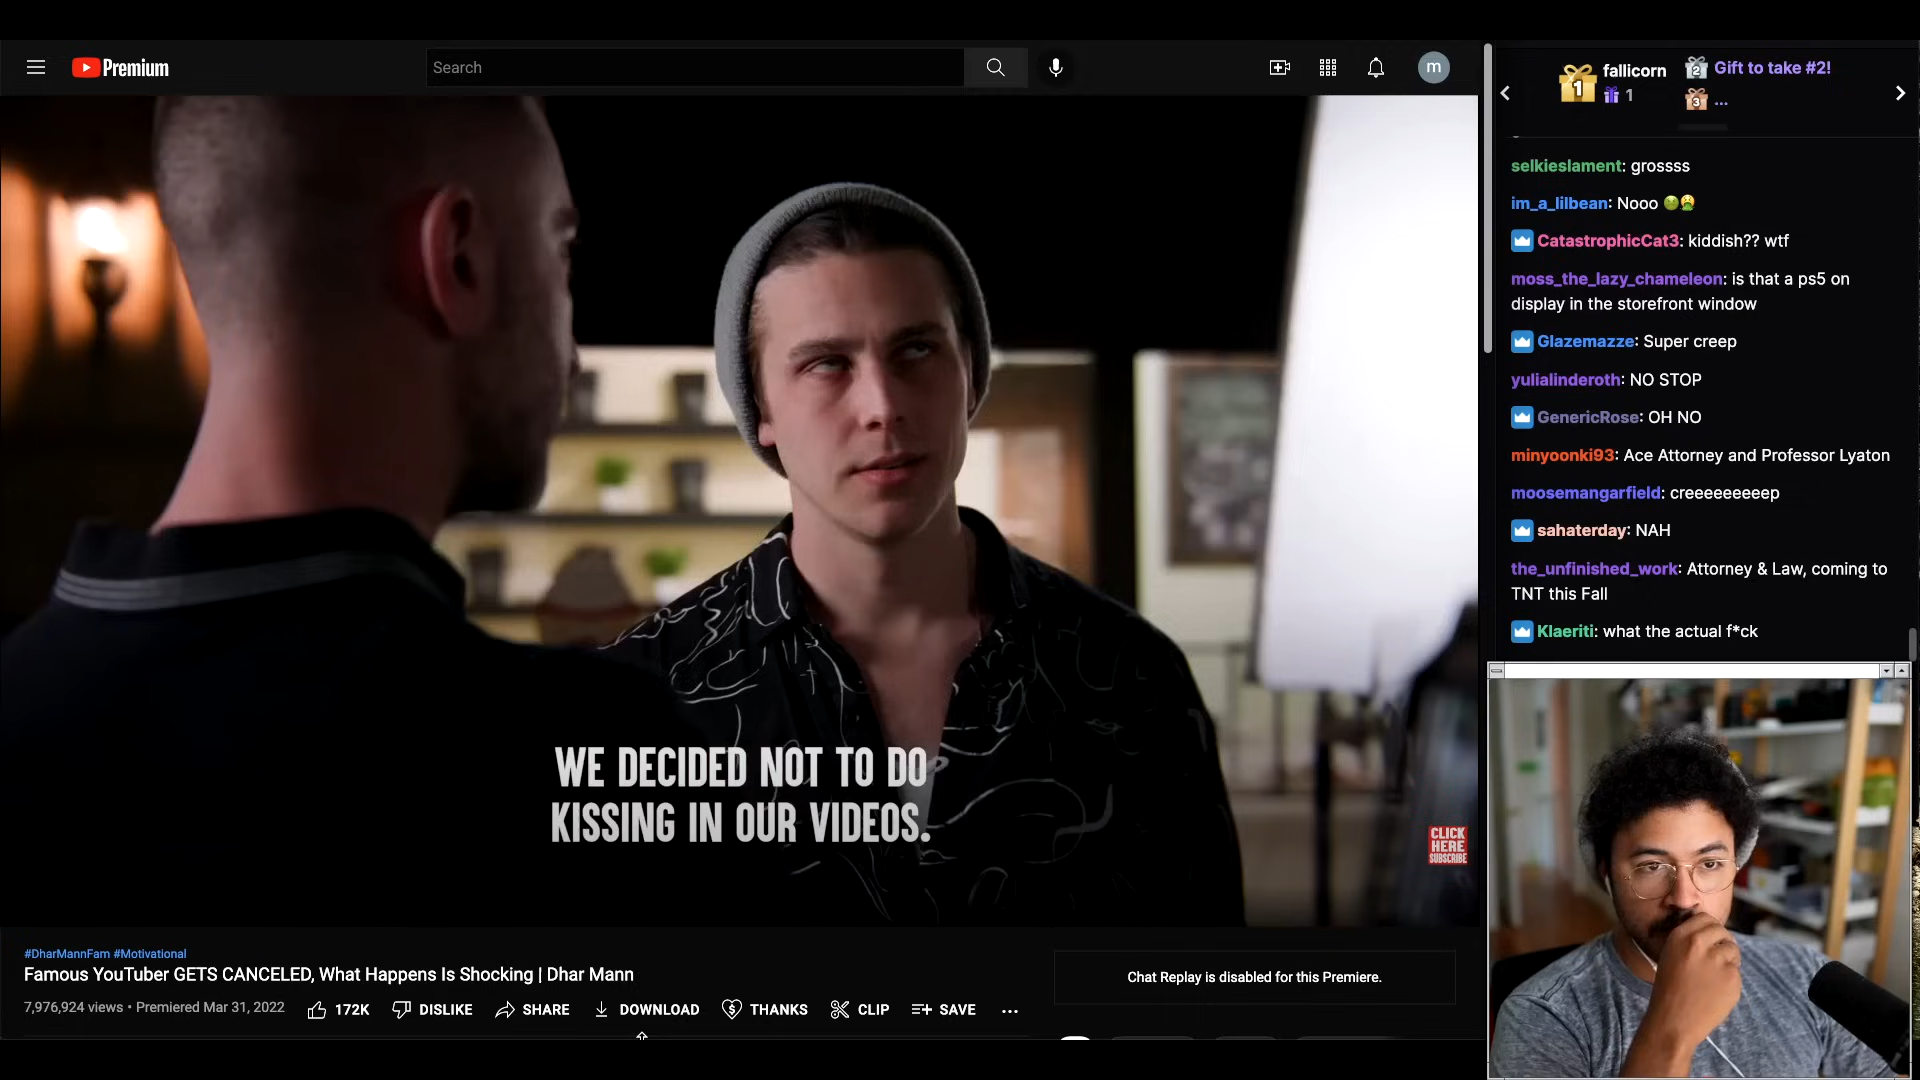 Premium
Search
m
1
fallicorn
1
2
Gift to take #2!
3
...
selkieslament: grossss
im_a_lilbean: Nooo 🤢🤮
CatastrophicCat3: kiddish?? wtf
moss_the_lazy_chameleon: is that a ps5 on
display in the storefront window
Glazemazze: Super creep
yulialinderoth: NO STOP
GenericRose: OH NO
minyoonki93: Ace Attorney and Professor Lyaton
moosemangarfield: creeeeeeeeep
sahaterday: NAH
the_unfinished_work: Attorney & Law, coming to
TNT this Fall
Klaeriti: what the actual f*ck
WE DECIDED NOT TO DO
KISSING IN OUR VIDEOS.
CLICK
HERE
SUBSCRIBE
#DharMannFam #Motivational
Famous YouTuber GETS CANCELED, What Happens Is Shocking | Dhar Mann
7,976,924 views • Premiered Mar 31, 2022
172K
DISLIKE
SHARE
DOWNLOAD
THANKS
CLIP
SAVE
...
Chat Replay is disabled for this Premiere.